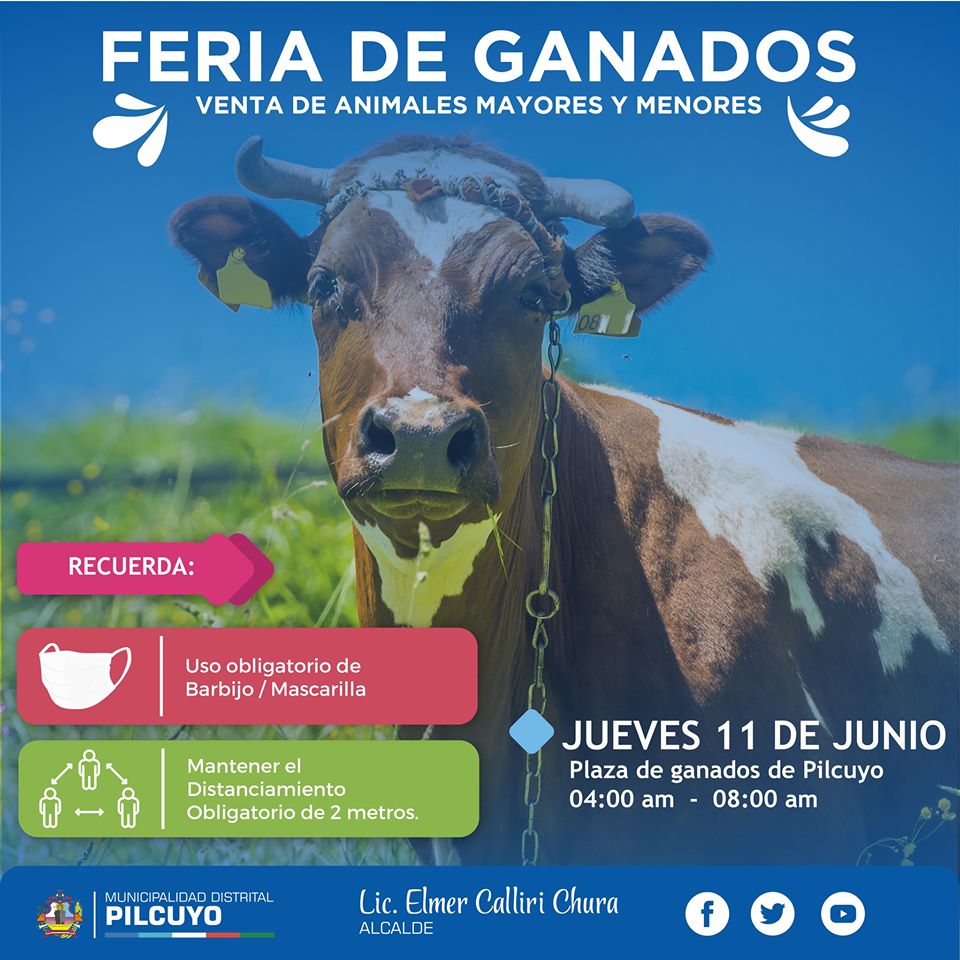 FERIA DE GANADOS
VENTA DE ANIMALES MAYORES Y MENORES
08
RECUERDA:
Uso obligatorio de
Barbijo / Mascarilla
Mantener el
Distanciamiento
Obligatorio de 2 metros.
JUEVES 11 DE JUNIO
Plaza de ganados de Pilcuyo
04:00 am - 08:00 am
MUNICIPALIDAD DISTRITAL
PILCUYO
Lic. Elmer Calliri Chura
ALCALDE